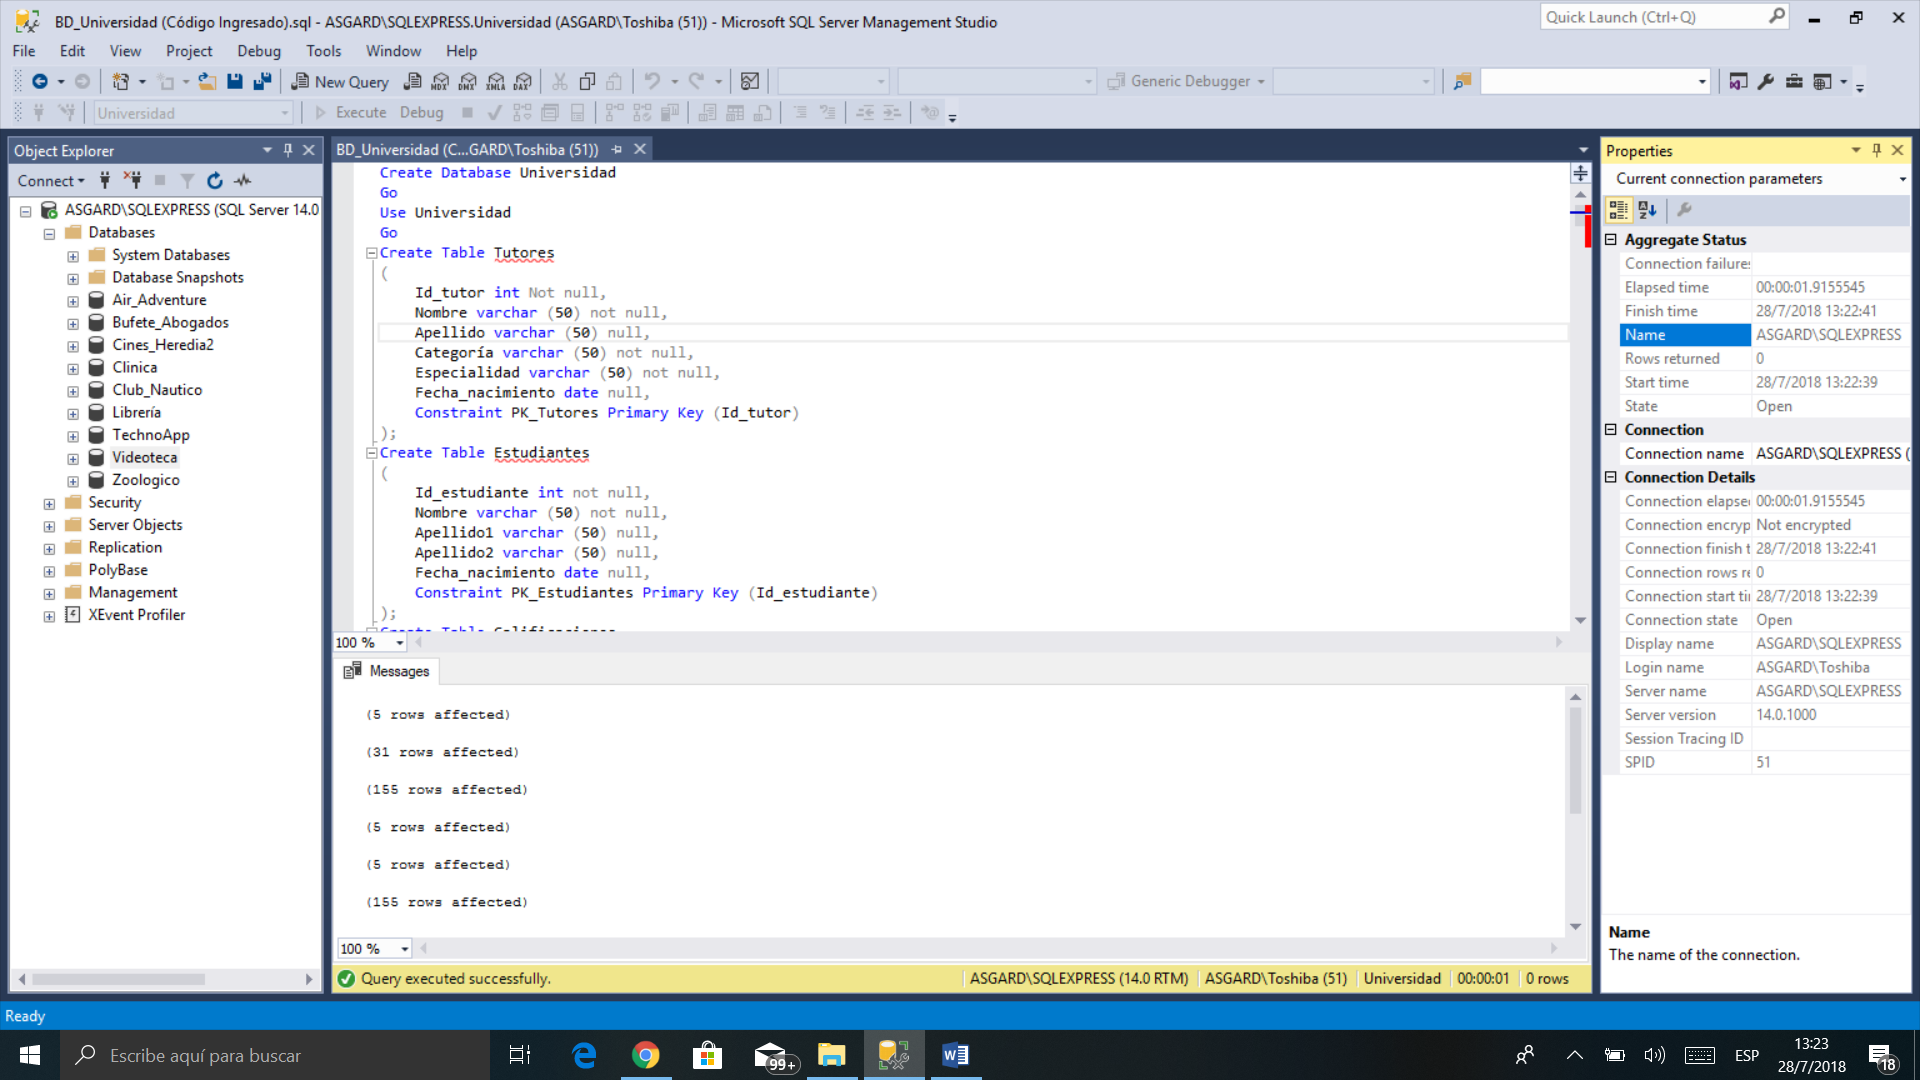 BD_Universidad (Código Ingresado).sql - ASGARD\SQLEXPRESS.Universidad (ASGARD\Toshiba (51)) - Microsoft SQL Server Management Studio
Quick Launch (Ctrl+Q)
File Edit View Project Debug Tools Window Help
New Query MDX DMX XMLA DAX Generic Debugger
Universidad Execute Debug
Object Explorer
Connect
ASGARD\SQLEXPRESS (SQL Server 14.0
Databases
System Databases
Database Snapshots
Air_Adventure
Bufete_Abogados
Cines_Heredia2
Clinica
Club_Nautico
Librería
TechnoApp
Videoteca
Zoologico
Security
Server Objects
Replication
PolyBase
Management
XEvent Profiler
BD_Universidad (C...GARD\Toshiba (51))
Create Database Universidad
Go
Use Universidad
Go
Create Table Tutores
(
Id_tutor int Not null,
Nombre varchar (50) not null,
Apellido varchar (50) null,
Categoría varchar (50) not null,
Especialidad varchar (50) not null,
Fecha_nacimiento date null,
Constraint PK_Tutores Primary Key (Id_tutor)
);
Create Table Estudiantes
(
Id_estudiante int not null,
Nombre varchar (50) not null,
Apellido1 varchar (50) null,
Apellido2 varchar (50) null,
Fecha_nacimiento date null,
Constraint PK_Estudiantes Primary Key (Id_estudiante)
);
Create Table Calificaciones
100 %
Messages
(5 rows affected)
(31 rows affected)
(155 rows affected)
(5 rows affected)
(5 rows affected)
(155 rows affected)
100 %
Query executed successfully.
ASGARD\SQLEXPRESS (14.0 RTM) ASGARD\Toshiba (51) Universidad 00:00:01 0 rows
Properties
Current connection parameters
Aggregate Status
Connection failures
Elapsed time 00:00:01.9155545
Finish time 28/7/2018 13:22:41
Name ASGARD\SQLEXPRESS
Rows returned 0
Start time 28/7/2018 13:22:39
State Open
Connection
Connection name ASGARD\SQLEXPRESS (
Connection Details
Connection elapse 00:00:01.9155545
Connection encryp Not encrypted
Connection finish t 28/7/2018 13:22:41
Connection rows re 0
Connection start tir 28/7/2018 13:22:39
Connection state Open
Display name ASGARD\SQLEXPRESS
Login name ASGARD\Toshiba
Server name ASGARD\SQLEXPRESS
Server version 14.0.1000
Session Tracing ID
SPID 51
Name
The name of the connection.
Ready
Escribe aquí para buscar
99+
ESP
13:23
28/7/2018
18